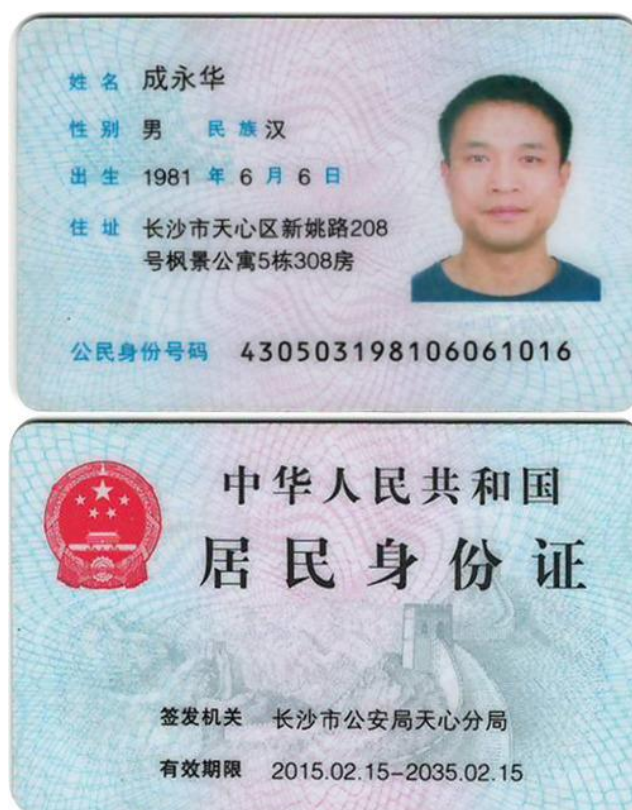 姓名 成永华
性别 男 民族 汉
出生 1981 年 6 月 6 日
住址 长沙市天心区新姚路208
号枫景公寓5栋308房
公民身份号码 430503198106061016
中华人民共和国
居民身份证
签发机关 长沙市公安局天心分局
有效期限 2015.02.15-2035.02.15